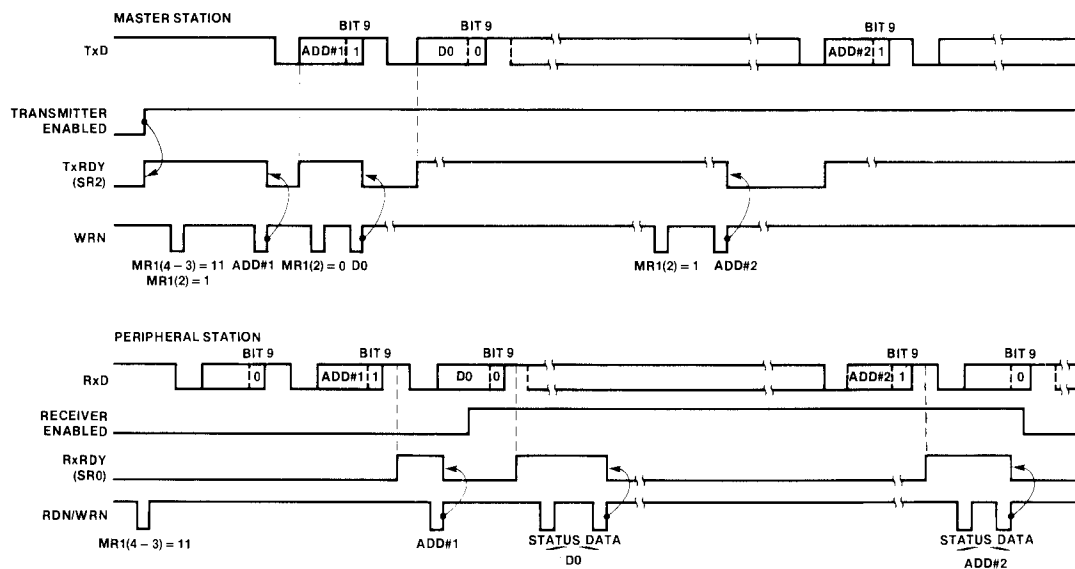 MASTER STATION
BIT 9 BIT 9 BIT 9
TxD ADD#1 1 D0 0 ADD#2 1
TRANSMITTER
ENABLED
TxRDY
(SR2)
WRN
MR1(4–3) = 11 ADD#1 MR1(2) = 0 D0 MR1(2) = 1 ADD#2
MR1(2) = 1
PERIPHERAL STATION
BIT 9 BIT 9 BIT 9 BIT 9 BIT 9
RxD 0 ADD#1 1 D0 0 ADD#2 1 0
RECEIVER
ENABLED
RxRDY
(SR0)
RDN/WRN
MR1(4–3) = 11 ADD#1 STATUS DATA STATUS DATA
D0 ADD#2